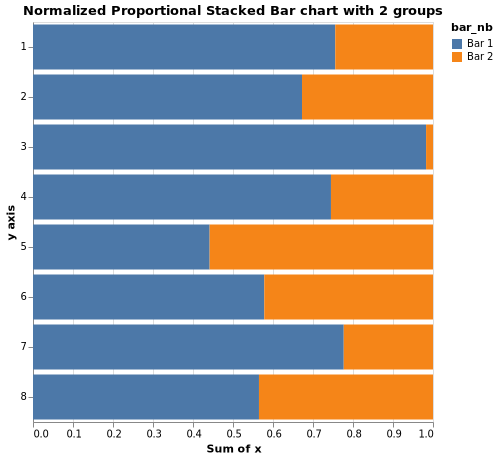 Normalized Proportional Stacked Bar chart with 2 groups
bar_nb
Bar 1
Bar 2
y axis
1
2
3
4
5
6
7
8
0.0 0.1 0.2 0.3 0.4 0.5 0.6 0.7 0.8 0.9 1.0
Sum of x